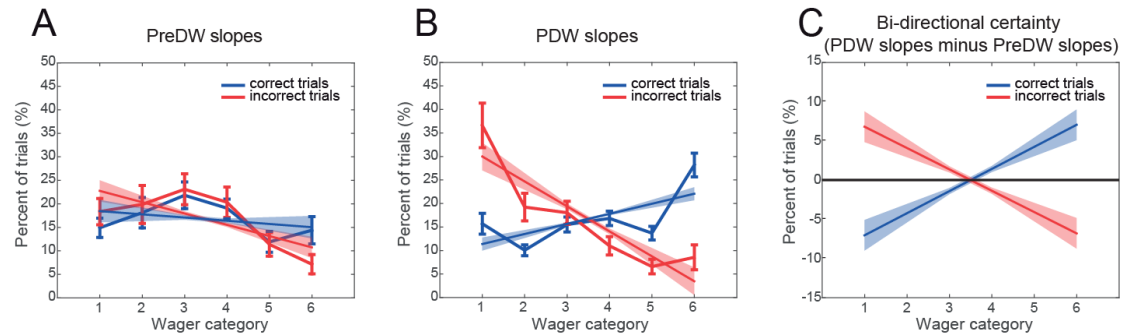 A
PreDW slopes
correct trials
incorrect trials
Percent of trials (%)
50
45
40
35
30
25
20
15
10
5
0
1 2 3 4 5 6
Wager category
B
PDW slopes
correct trials
incorrect trials
Percent of trials (%)
50
45
40
35
30
25
20
15
10
5
0
1 2 3 4 5 6
Wager category
C
Bi-directional certainty
(PDW slopes minus PreDW slopes)
correct trials
incorrect trials
Percent of trials (%)
15
10
5
0
-5
-10
-15
1 2 3 4 5 6
Wager category